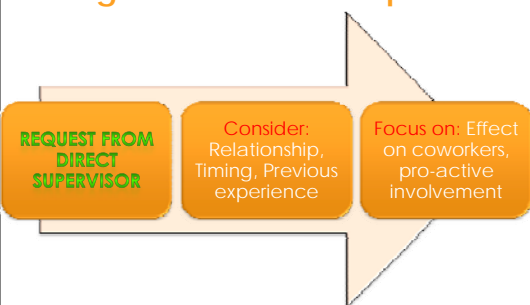 REQUEST FROM
DIRECT
SUPERVISOR
Consider:
Relationship,
Timing, Previous
experience
Focus on: Effect
on coworkers,
pro-active
involvement